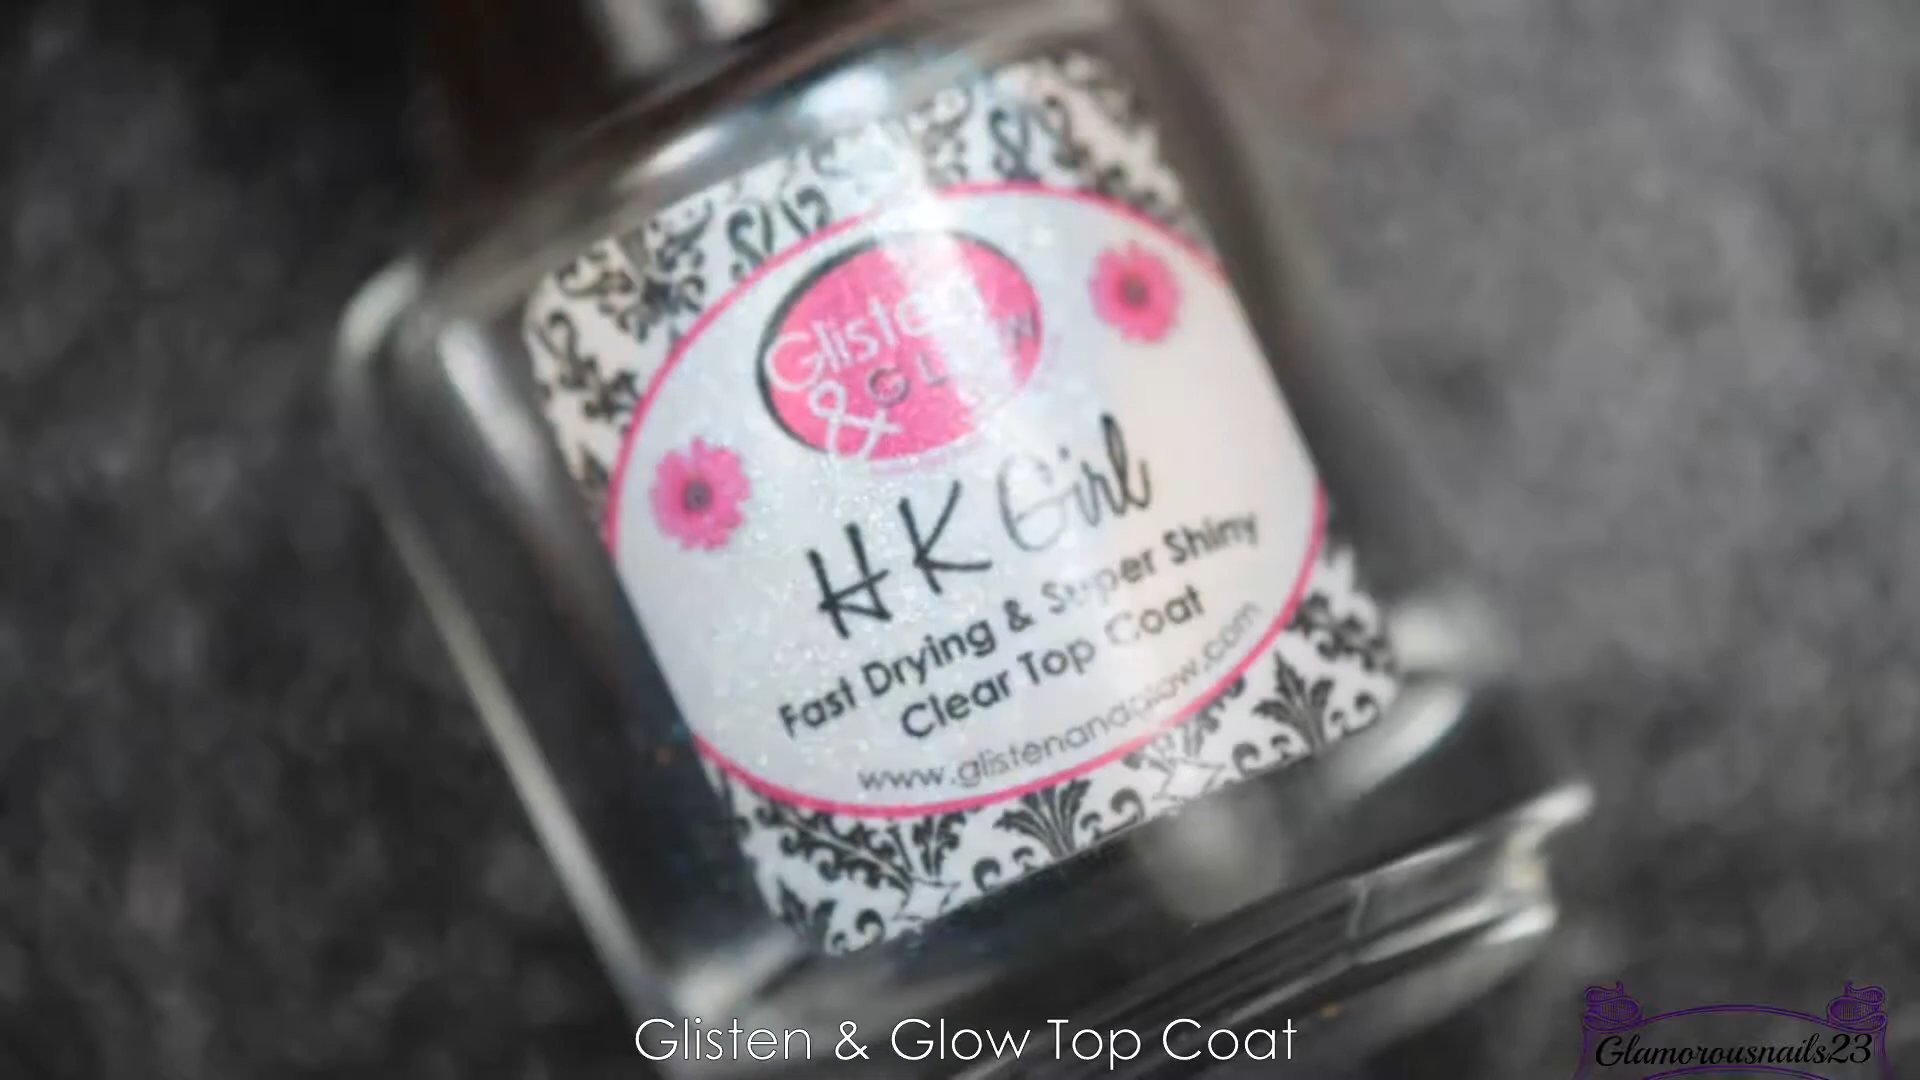 Glisten
& GLOW
HK Girl
Fast Drying & Super Shiny
Clear Top Coat
www.glistenandglow.com
Glisten & Glow Top Coat
Glamorousnails23